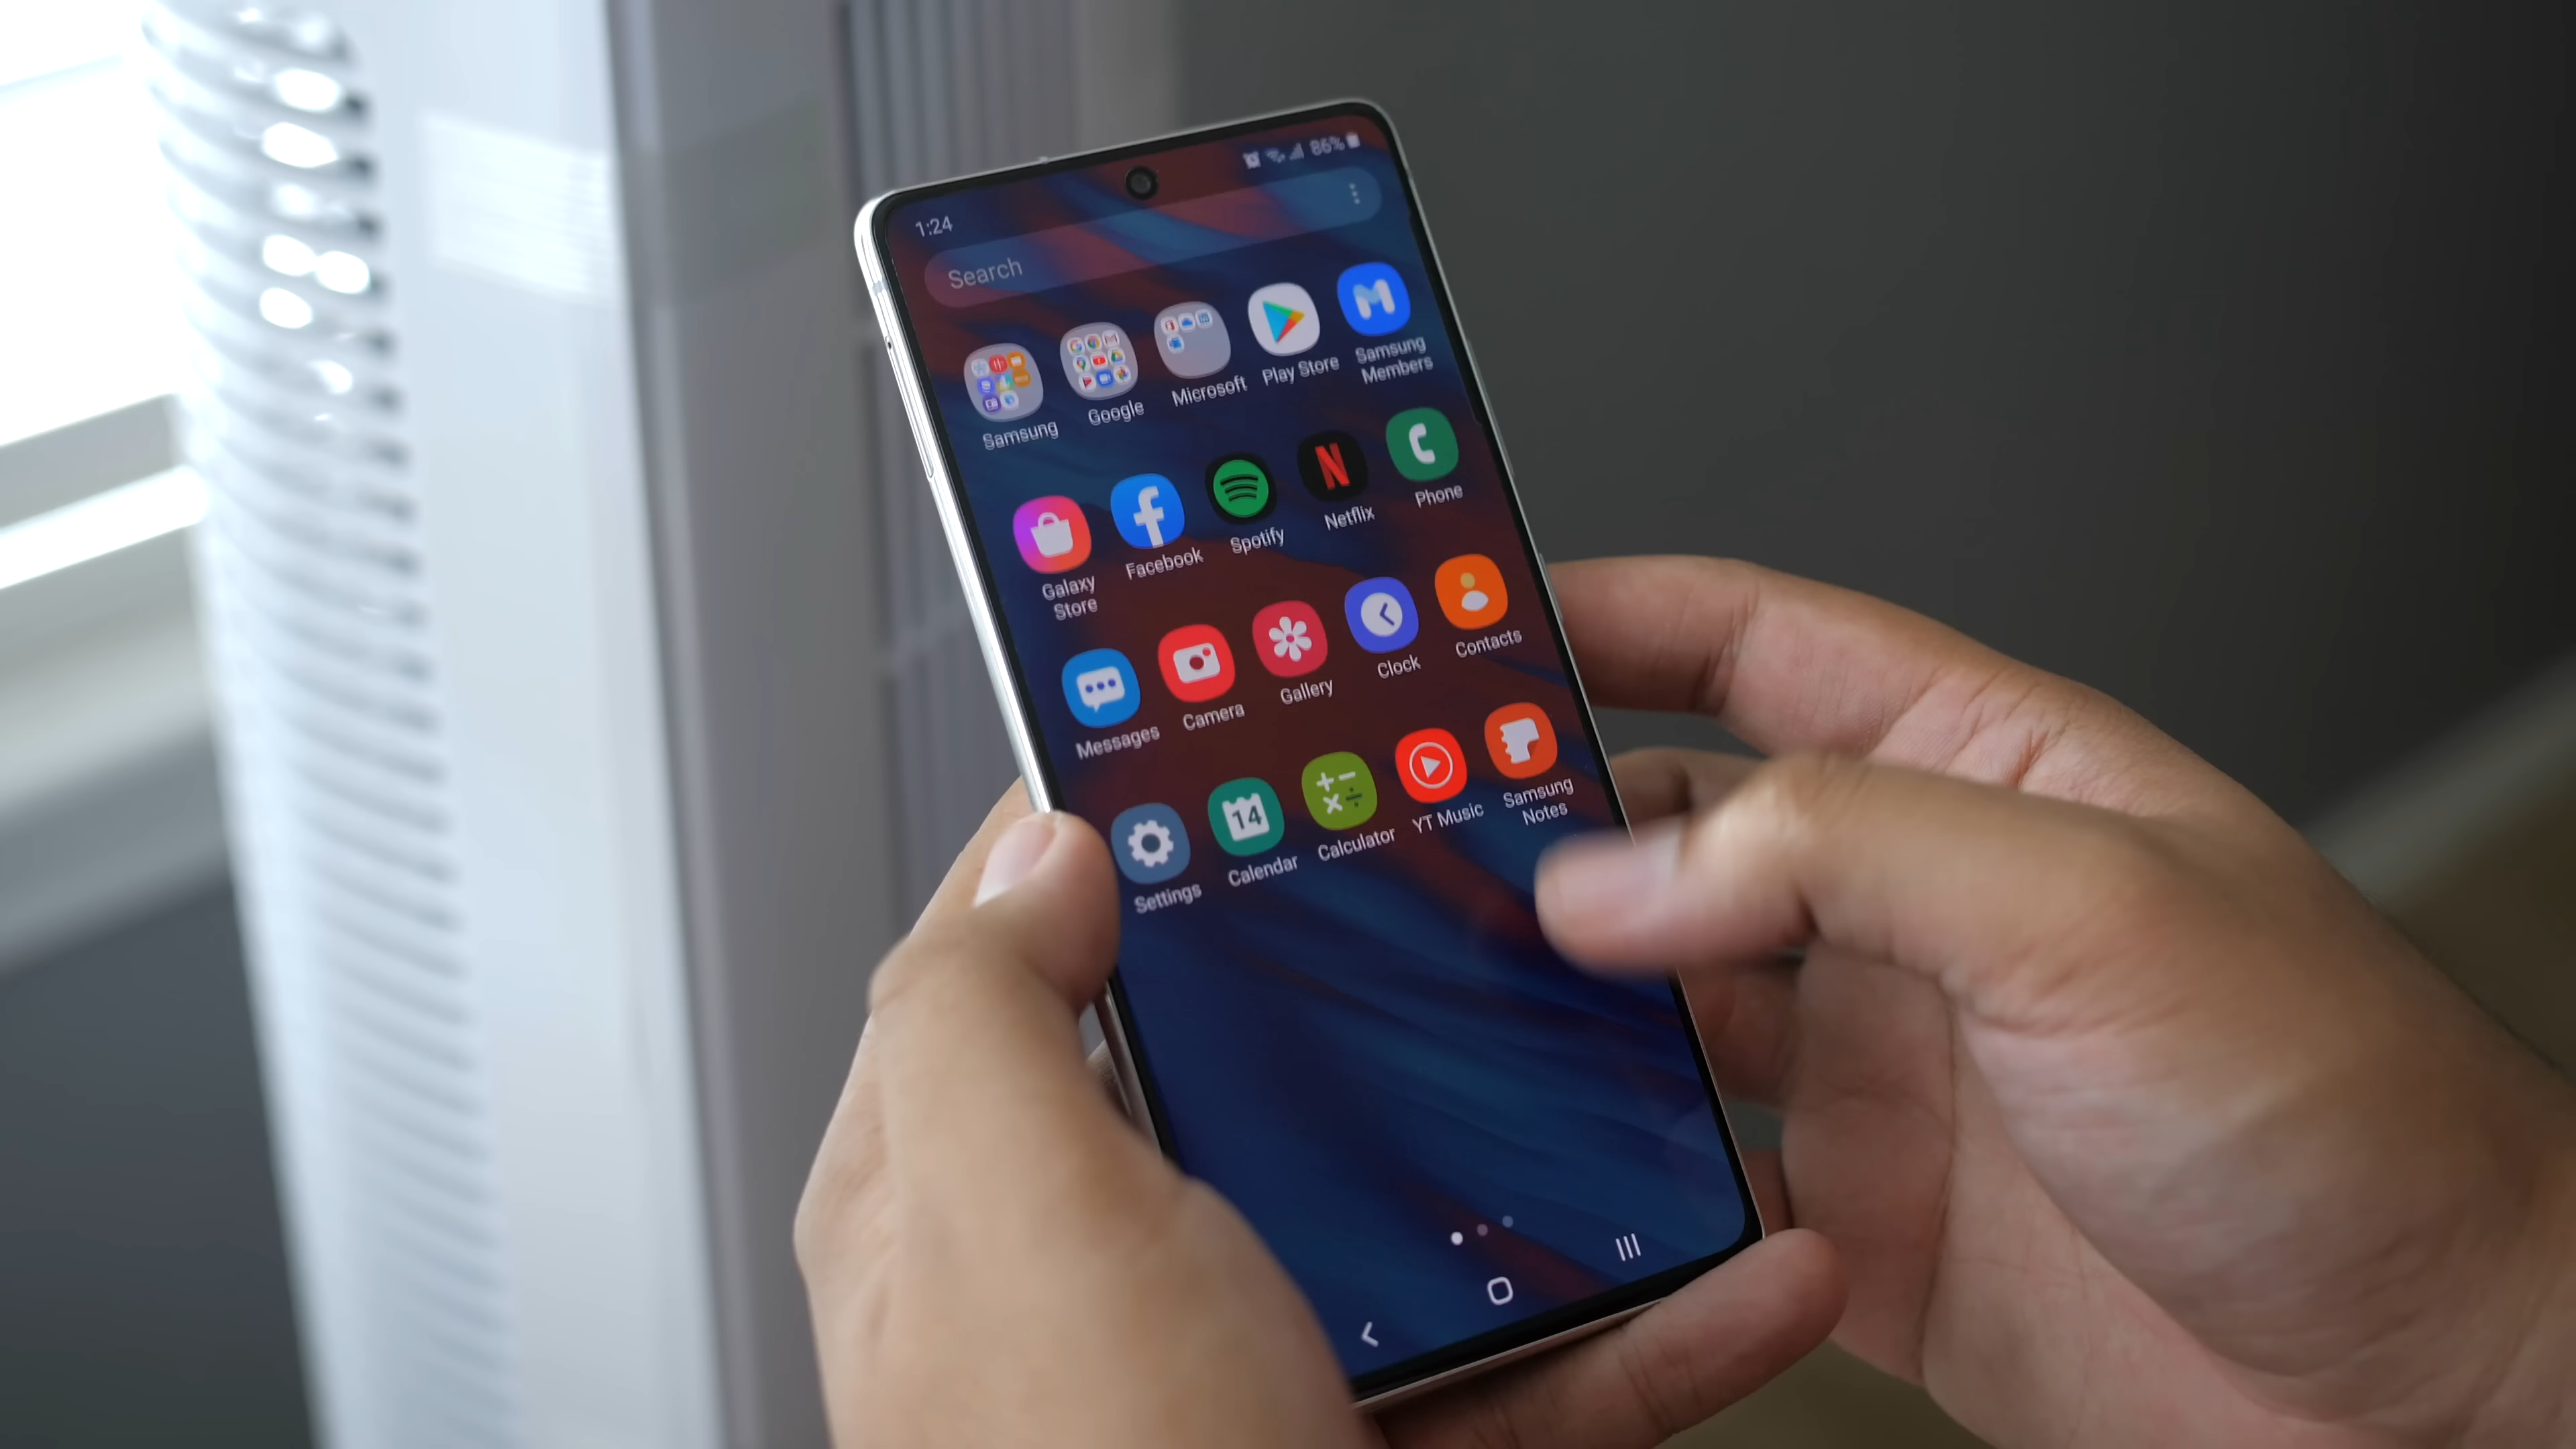 1:24
86%
Search
Samsung
Google
Microsoft
Play Store
Samsung
Members
Galaxy
Store
Facebook
Spotify
Netflix
Phone
Messages
Camera
Gallery
Clock
Contacts
14
Settings
Calendar
Calculator
YT Music
Samsung
Notes